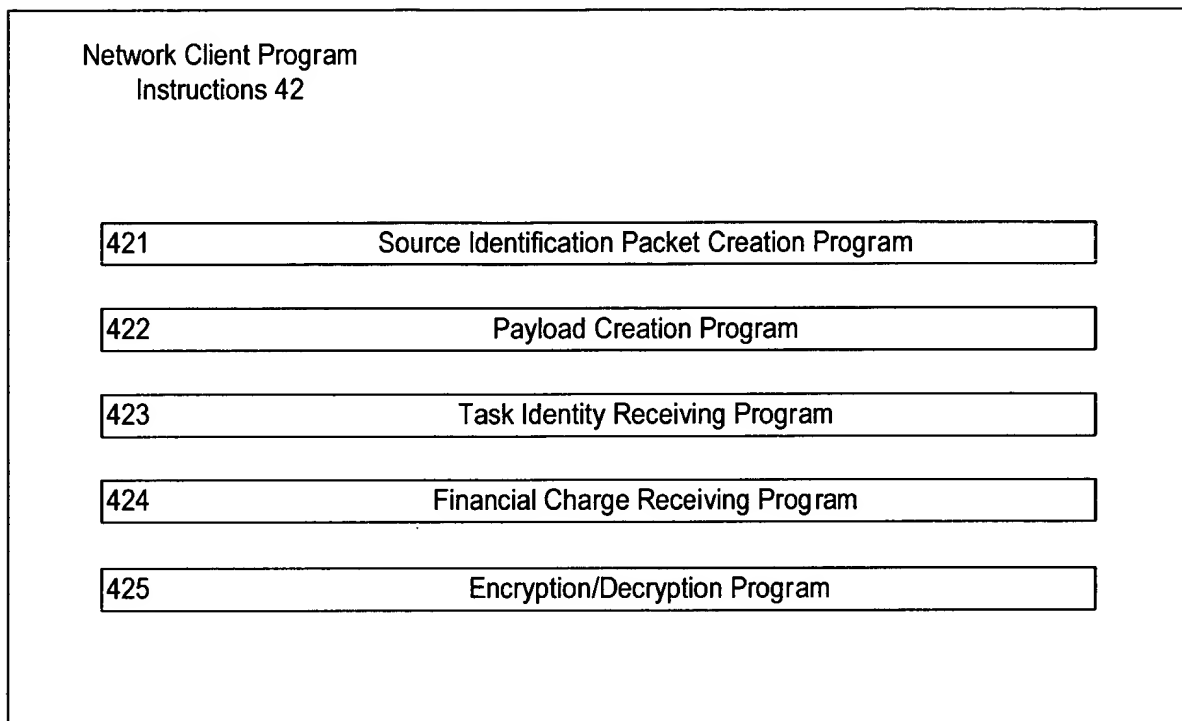 Network Client Program
Instructions 42
421 Source Identification Packet Creation Program
422 Payload Creation Program
423 Task Identity Receiving Program
424 Financial Charge Receiving Program
425 Encryption/Decryption Program